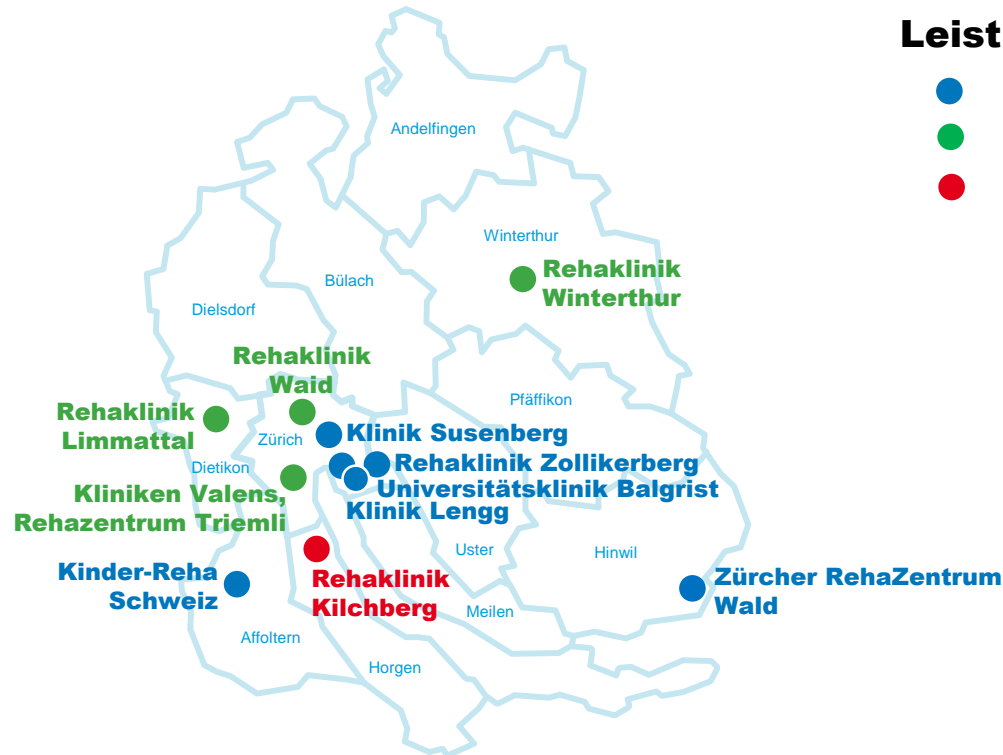 Leist
Andelfingen
Winterthur
Rehaklinik
Winterthur
Bülach
Dielsdorf
Rehaklinik
Waid
Pfäffikon
Rehaklinik
Limmattal
Zürich
Klinik Susenberg
Dietikon
Rehaklinik Zollikerberg
Universitätsklinik Balgrist
Klinik Lengg
Kliniken Valens,
Rehazentrum Triemli
Uster
Hinwil
Kinder-Reha
Schweiz
Rehaklinik
Kilchberg
Zürcher RehaZentrum
Wald
Meilen
Affoltern
Horgen